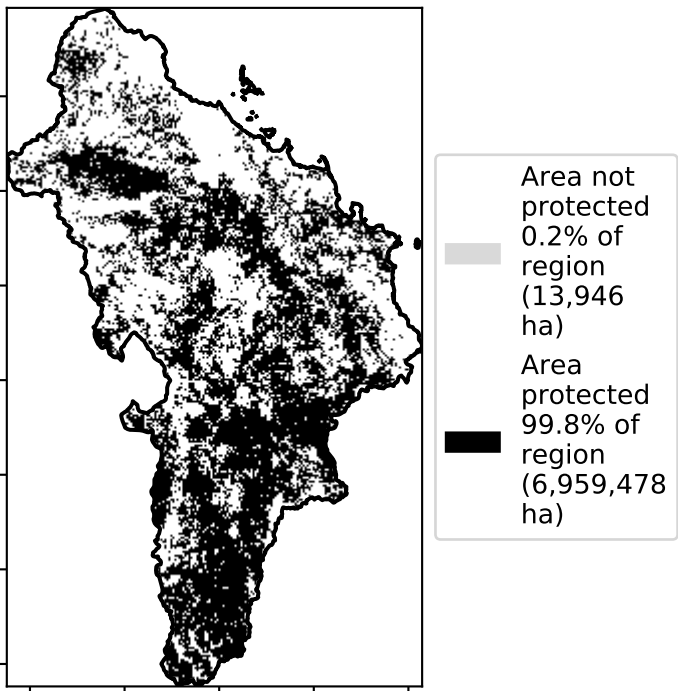 Area not
protected
0.2% of
region
(13,946
ha)
Area
protected
99.8% of
region
(6,959,478
ha)